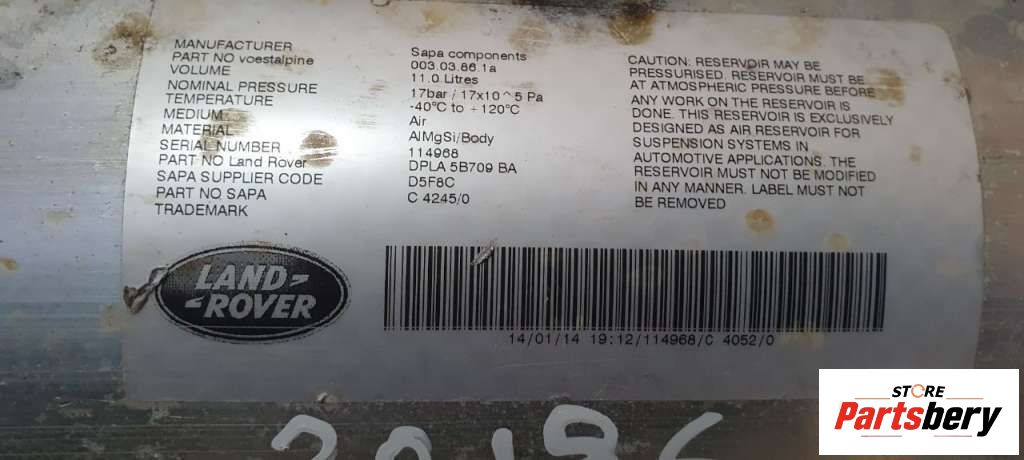 MANUFACTURER
PART NO voestalpine
VOLUME
NOMINAL PRESSURE
TEMPERATURE
MEDIUM
MATERIAL
SERIAL NUMBER
PART NO Land Rover
SAPA SUPPLIER CODE
PART NO SAPA
TRADEMARK
Sapa components
003.03.86.1a
11.0 Litres
17bar / 17x10^5 Pa
-40°C to +120°C
Air
AlMgSi/Body
114968
DPLA 5B709 BA
D5F8C
C 4245/0
CAUTION: RESERVOIR MAY BE
PRESSURISED. RESERVOIR MUST BE
AT ATMOSPHERIC PRESSURE BEFORE
ANY WORK ON THE RESERVOIR IS
DONE. THIS RESERVOIR IS EXCLUSIVELY
DESIGNED AS AIR RESERVOIR FOR
SUSPENSION SYSTEMS IN
AUTOMOTIVE APPLICATIONS. THE
RESERVOIR MUST NOT BE MODIFIED
IN ANY MANNER. LABEL MUST NOT
BE REMOVED
LAND
ROVER
14/01/14 19:12/114968/C 4052/0
STORE
Partsbery